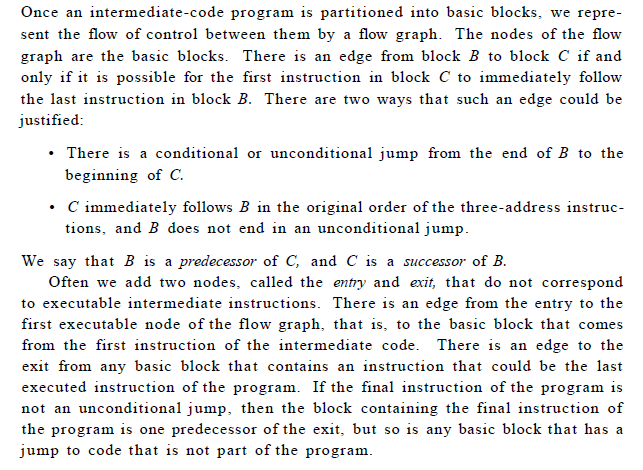 Once an intermediate-code program is partitioned into basic blocks, we repre-
sent the flow of control between them by a flow graph. The nodes of the flow
graph are the basic blocks. There is an edge from block B to block C if and
only if it is possible for the first instruction in block C to immediately follow
the last instruction in block B. There are two ways that such an edge could be
justified:
• There is a conditional or unconditional jump from the end of B to the
beginning of C.
• C immediately follows B in the original order of the three-address instruc-
tions, and B does not end in an unconditional jump.
We say that B is a predecessor of C, and C is a successor of B.
Often we add two nodes, called the entry and exit, that do not correspond
to executable intermediate instructions. There is an edge from the entry to the
first executable node of the flow graph, that is, to the basic block that comes
from the first instruction of the intermediate code. There is an edge to the
exit from any basic block that contains an instruction that could be the last
executed instruction of the program. If the final instruction of the program is
not an unconditional jump, then the block containing the final instruction of
the program is one predecessor of the exit, but so is any basic block that has a
jump to code that is not part of the program.